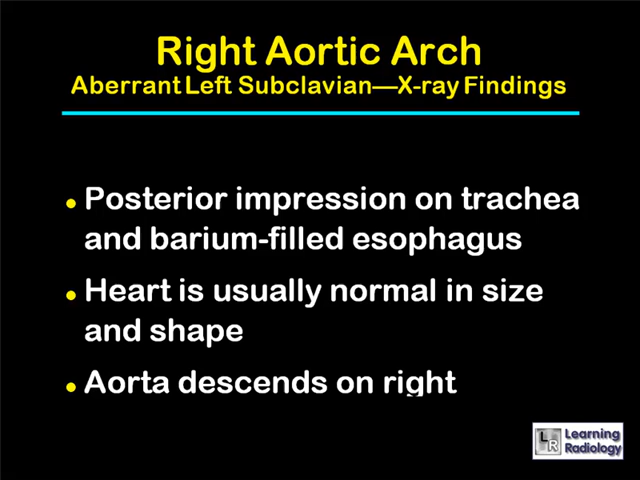 Right Aortic Arch
Aberrant Left Subclavian—X-ray Findings
• Posterior impression on trachea
and barium-filled esophagus
• Heart is usually normal in size
and shape
• Aorta descends on right
LR Learning
Radiology